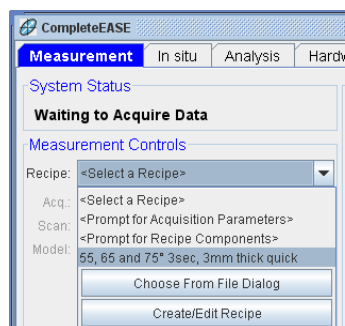 CompleteEASE
Measurement In situ Analysis Hardw
System Status
Waiting to Acquire Data
Measurement Controls
Recipe: <Select a Recipe>
Acq.: <Select a Recipe>
Scan: <Prompt for Acquisition Parameters>
<Prompt for Recipe Components>
Model: 55, 65 and 75° 3sec, 3mm thick quick
Choose From File Dialog
Create/Edit Recipe